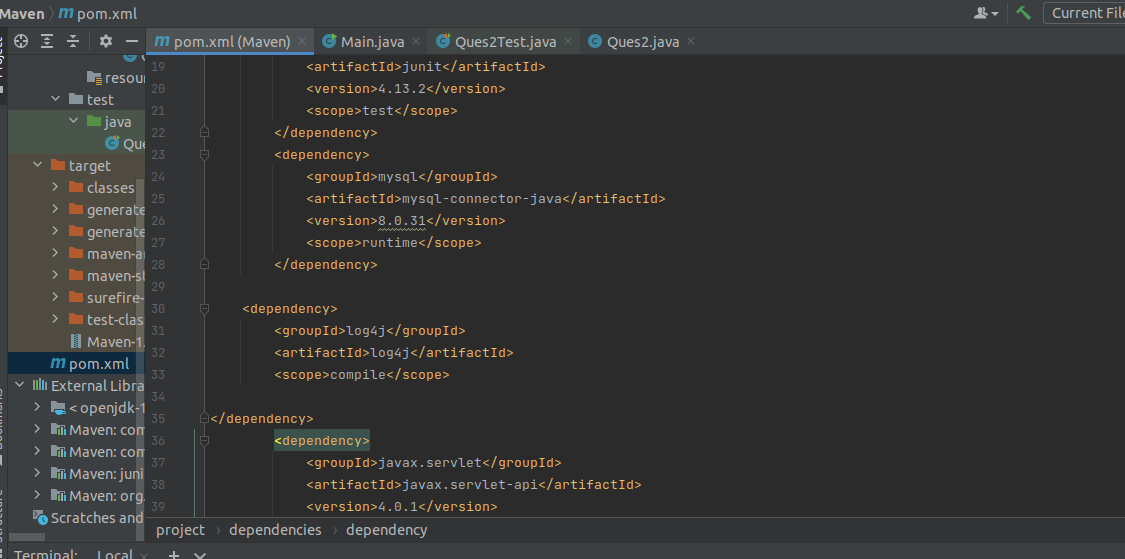 Maven pom.xml
Current File
pom.xml (Maven) Main.java Ques2Test.java Ques2.java
resour
test
java
Que
target
classes
generate
generate
maven-a
maven-st
surefire-
test-clas
Maven-1.
pom.xml
External Libra
< openjdk-1
Maven: com
Maven: com
Maven: juni
Maven: org.
Scratches and
19 <artifactId>junit</artifactId>
20 <version>4.13.2</version>
21 <scope>test</scope>
22 </dependency>
23 <dependency>
24 <groupId>mysql</groupId>
25 <artifactId>mysql-connector-java</artifactId>
26 <version>8.0.31</version>
27 <scope>runtime</scope>
28 </dependency>
29
30 <dependency>
31 <groupId>log4j</groupId>
32 <artifactId>log4j</artifactId>
33 <scope>compile</scope>
34
35 </dependency>
36 <dependency>
37 <groupId>javax.servlet</groupId>
38 <artifactId>javax.servlet-api</artifactId>
39 <version>4.0.1</version>
project dependencies dependency
Terminal: Local